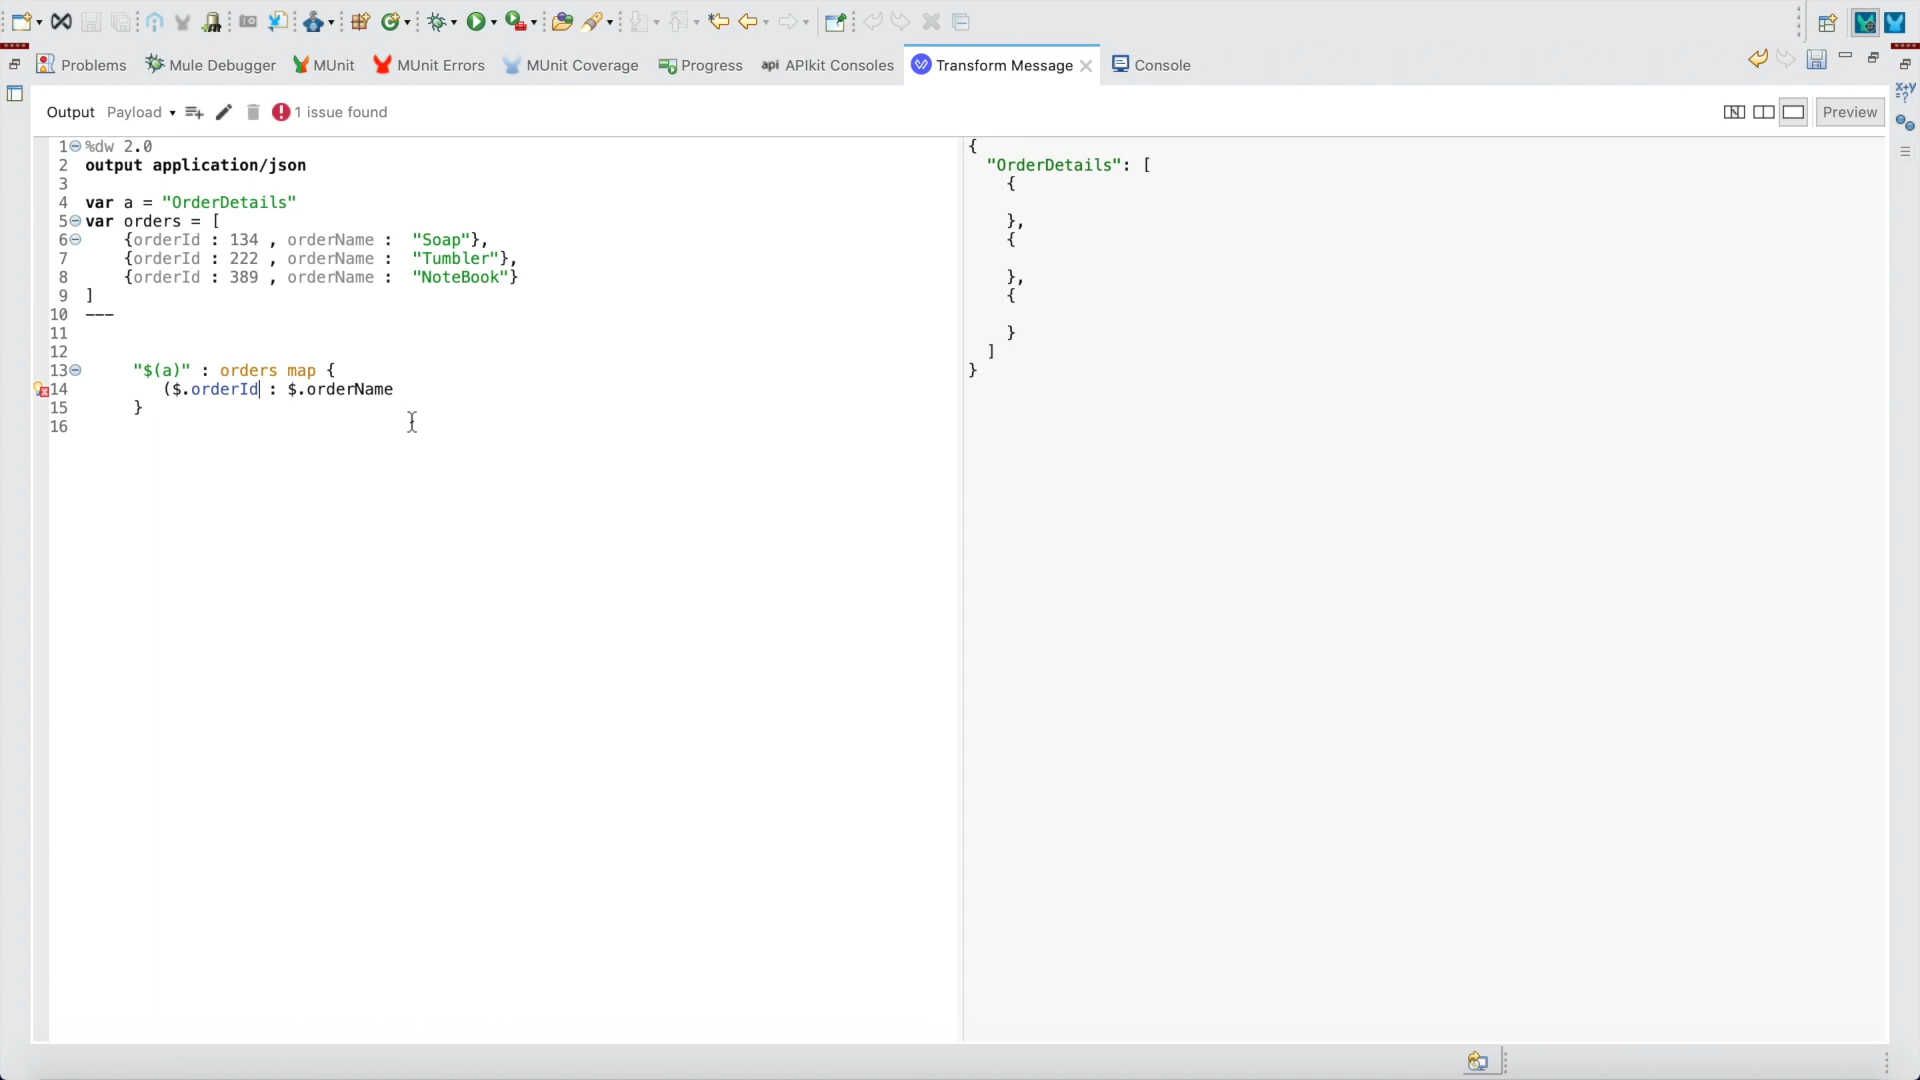 Problems Mule Debugger MUnit MUnit Errors MUnit Coverage Progress api APIkit Consoles Transform Message Console
Output Payload 1 issue found Preview
1 %dw 2.0
2 output application/json
3
4 var a = "OrderDetails"
5 var orders = [
6 {orderId : 134 , orderName : "Soap"},
7 {orderId : 222 , orderName : "Tumbler"},
8 {orderId : 389 , orderName : "NoteBook"}
9 ]
10 ---
11
12
13 "$(a)" : orders map {
14 ($.orderId : $.orderName
15 }
16
{
"OrderDetails": [
{
},
{
},
{
}
]
}